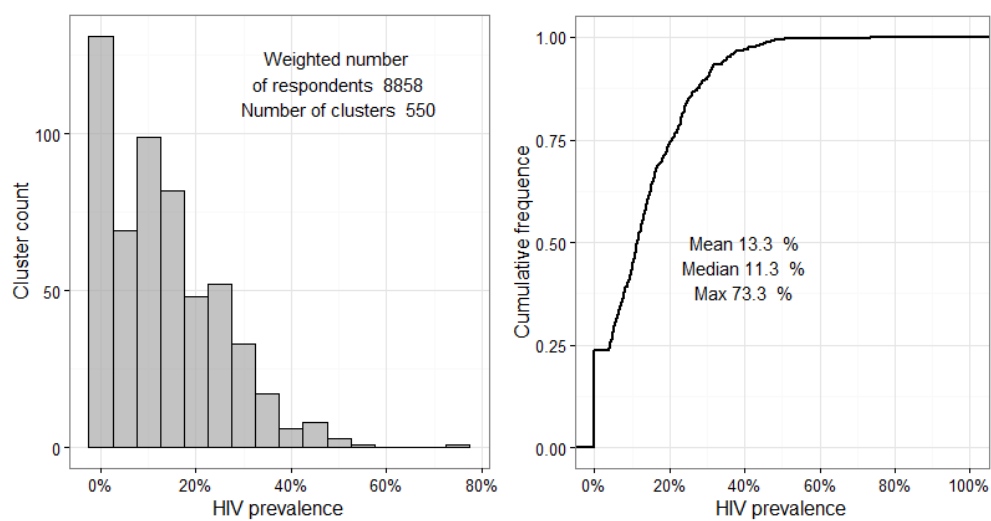 Weighted number
of respondents 8858
Number of clusters 550
Cluster count
100
50
0
0%
20%
40%
60%
80%
HIV prevalence
Cumulative frequence
1.00
0.75
0.50
0.25
0.00
Mean 13.3 %
Median 11.3 %
Max 73.3 %
0%
20%
40%
60%
80%
100%
HIV prevalence